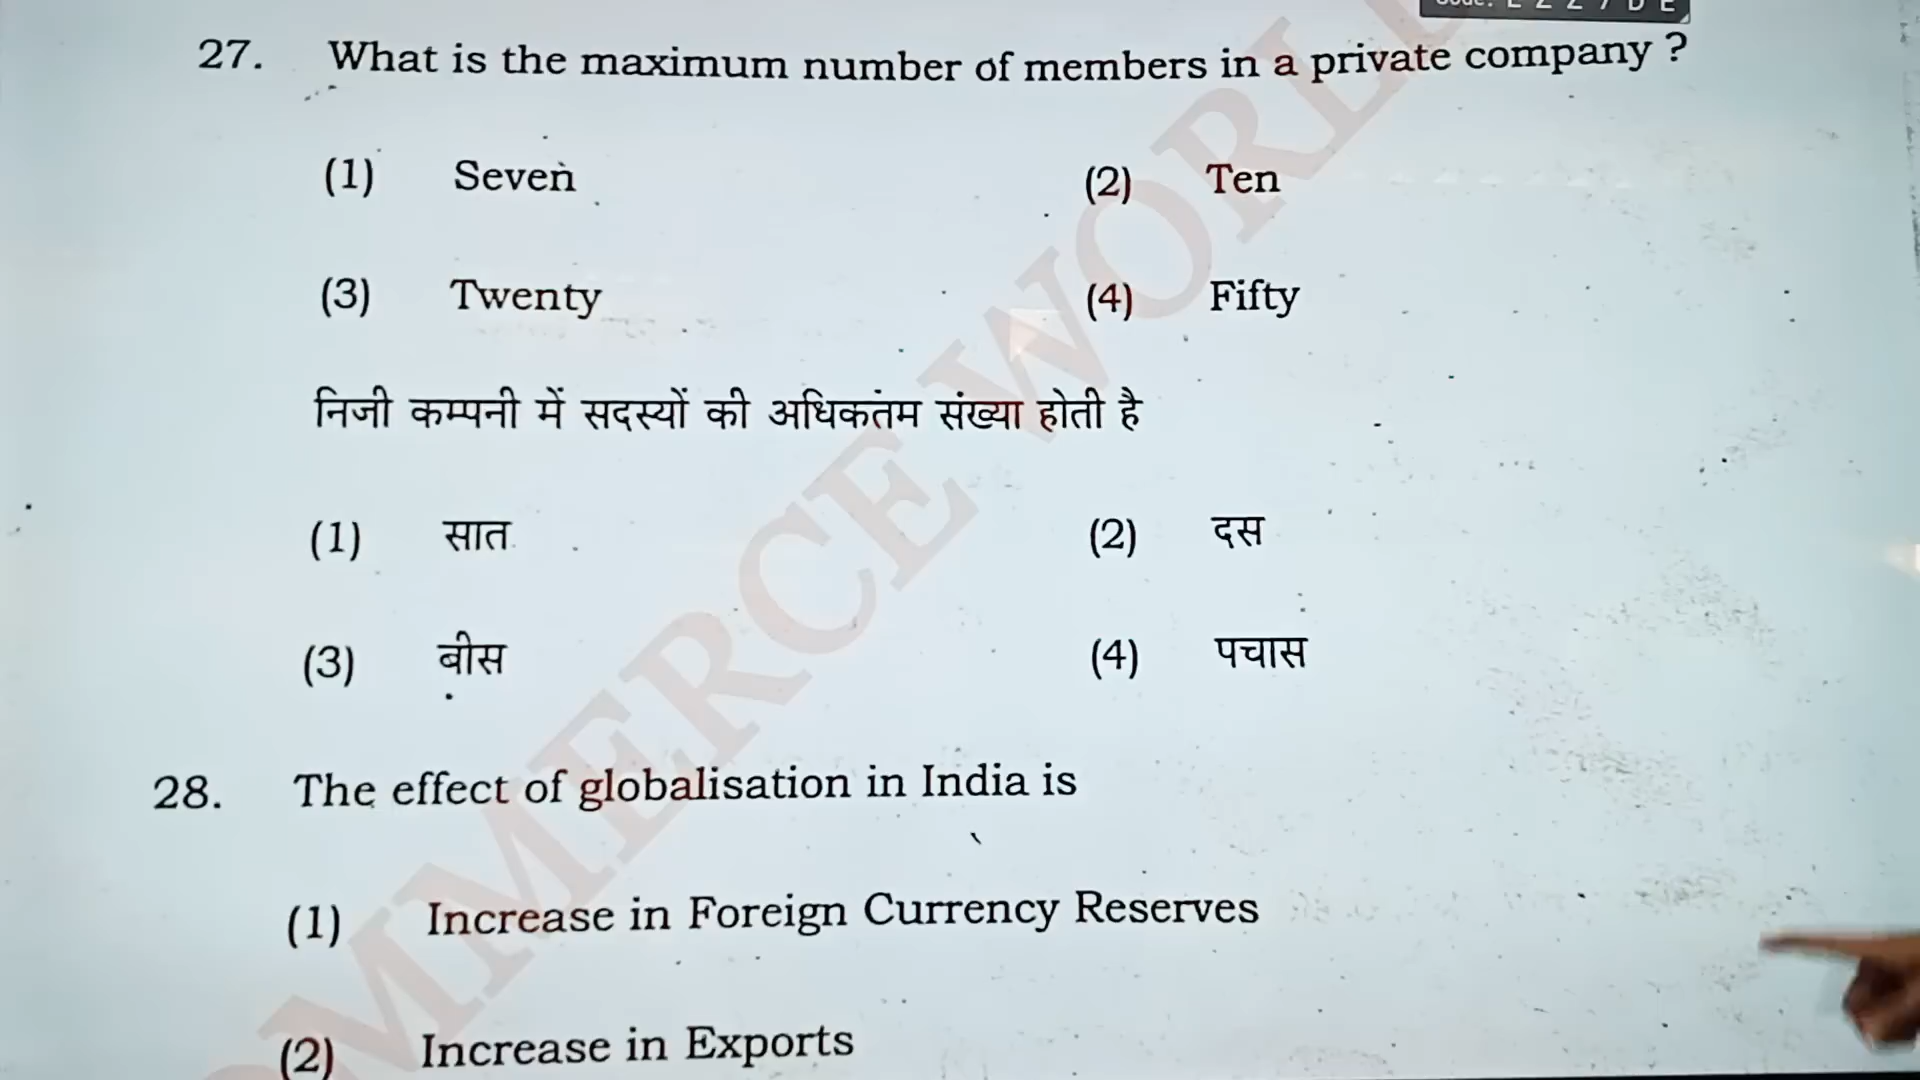 27. What is the maximum number of members in a private company ?
(1) Seven (2) Ten
(3) Twenty (4) Fifty
निजी कम्पनी में सदस्यों की अधिकतम संख्या होती है
(1) सात (2) दस
(3) बीस (4) पचास
28. The effect of globalisation in India is
(1) Increase in Foreign Currency Reserves
(2) Increase in Exports